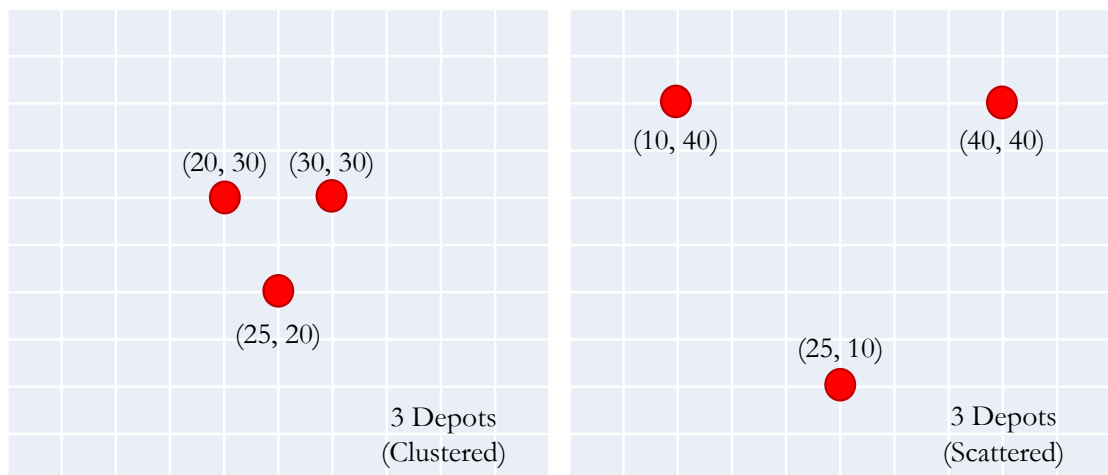 (20, 30)
(30, 30)
(25, 20)
3 Depots
(Clustered)
(10, 40)
(40, 40)
(25, 10)
3 Depots
(Scattered)